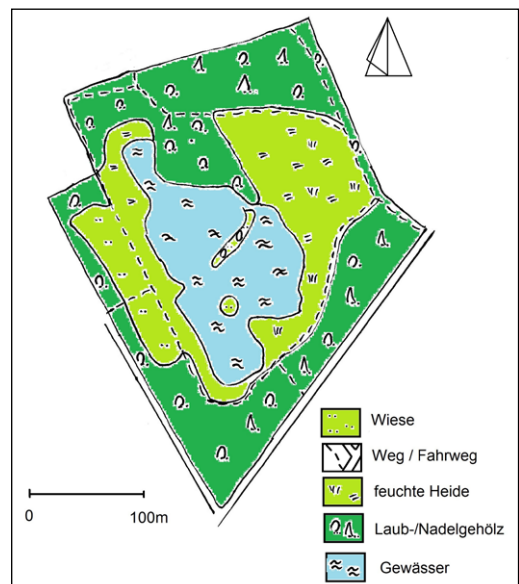 Wiese
Weg / Fahrweg
feuchte Heide
Laub-/Nadelgehölz
Gewässer
0 100m